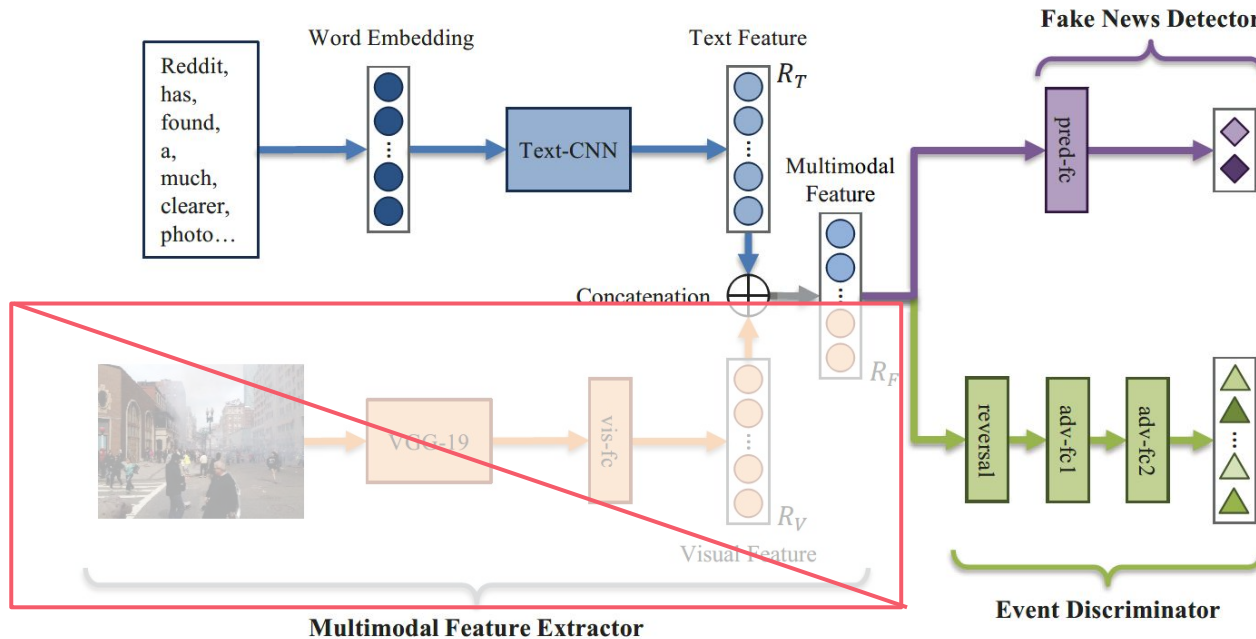 Fake News Detector
Word Embedding
Text Feature
Reddit,
has,
found,
a,
much,
clearer,
photo…
Text-CNN
R_T
Multimodal
Feature
pred-fc
Concatenation
R_F
VGG-19
vis-fc
R_V
Visual Feature
reversal
adv-fc1
adv-fc2
Multimodal Feature Extractor
Event Discriminator